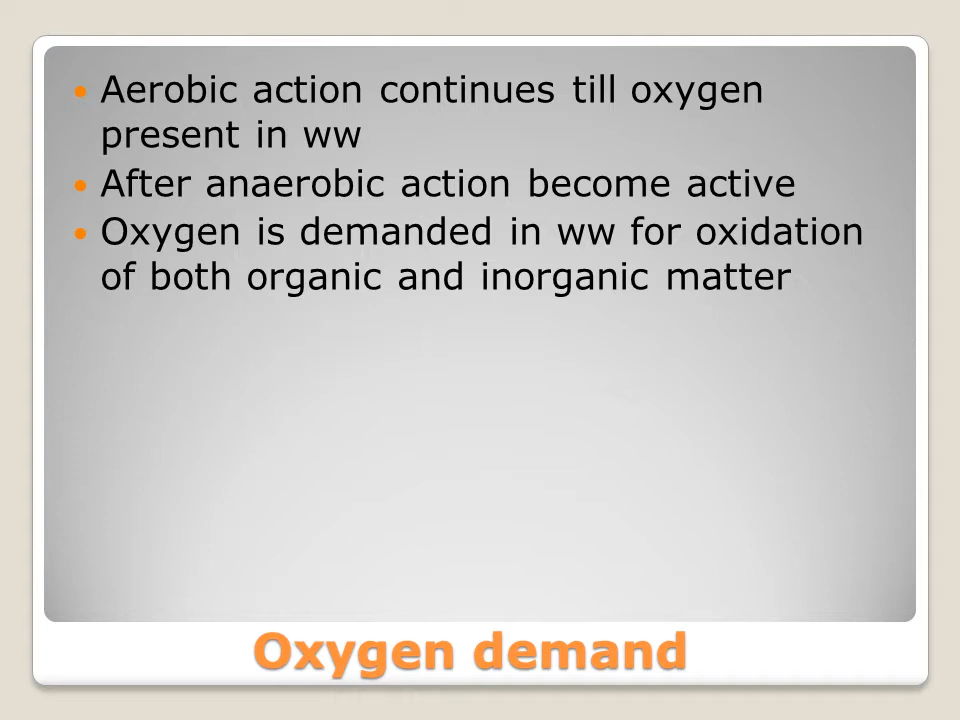 • Aerobic action continues till oxygen
present in ww
• After anaerobic action become active
• Oxygen is demanded in ww for oxidation
of both organic and inorganic matter
Oxygen demand